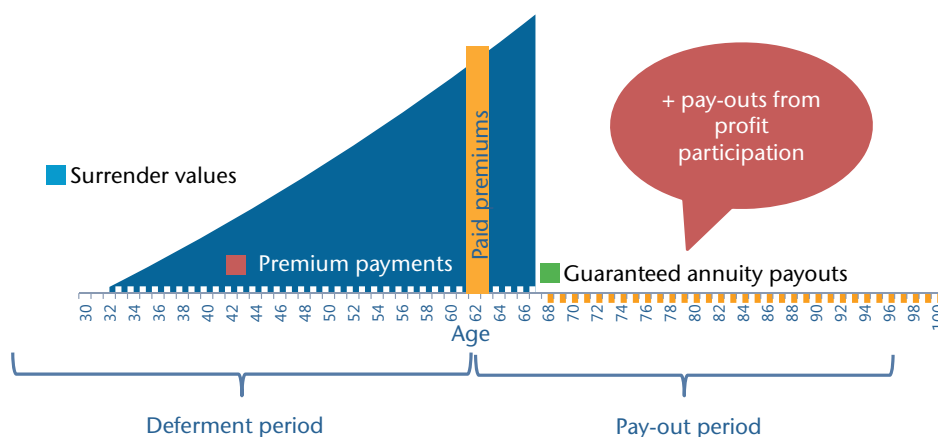 + pay-outs from
profit
participation
Surrender values
Paid premiums
Premium payments
Guaranteed annuity payouts
30 32 34 36 38 40 42 44 46 48 50 52 54 56 58 60 62 64 66 68 70 72 74 76 78 80 82 84 86 88 90 92 94 96 98 100
Age
Deferment period
Pay-out period